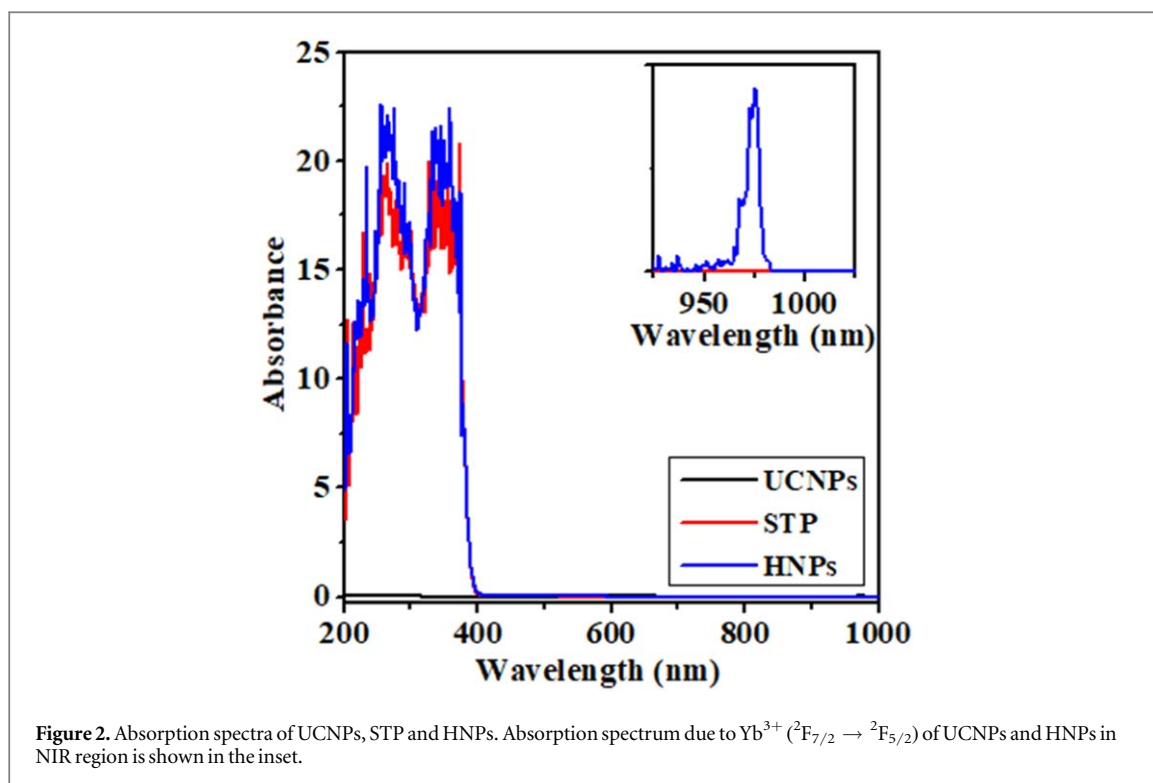 25
20
15
10
5
0
Absorbance
200 400 600 800 1000
Wavelength (nm)
950 1000
Wavelength (nm)
UCNPs
STP
HNPs
Figure 2. Absorption spectra of UCNPs, STP and HNPs. Absorption spectrum due to Yb³⁺ (²F₇/₂ → ²F₅/₂) of UCNPs and HNPs in
NIR region is shown in the inset.